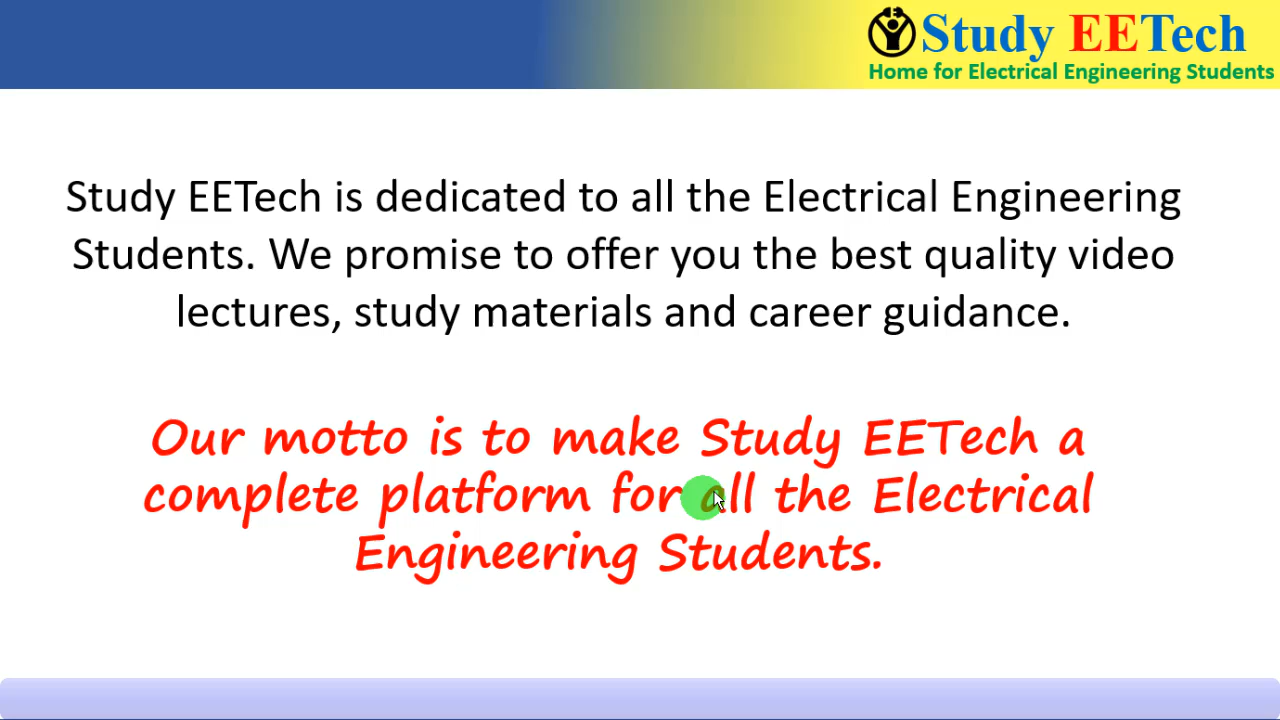 Study EETech
Home for Electrical Engineering Students
Study EETech is dedicated to all the Electrical Engineering
Students. We promise to offer you the best quality video
lectures, study materials and career guidance.
Our motto is to make Study EETech a
complete platform for all the Electrical
Engineering Students.